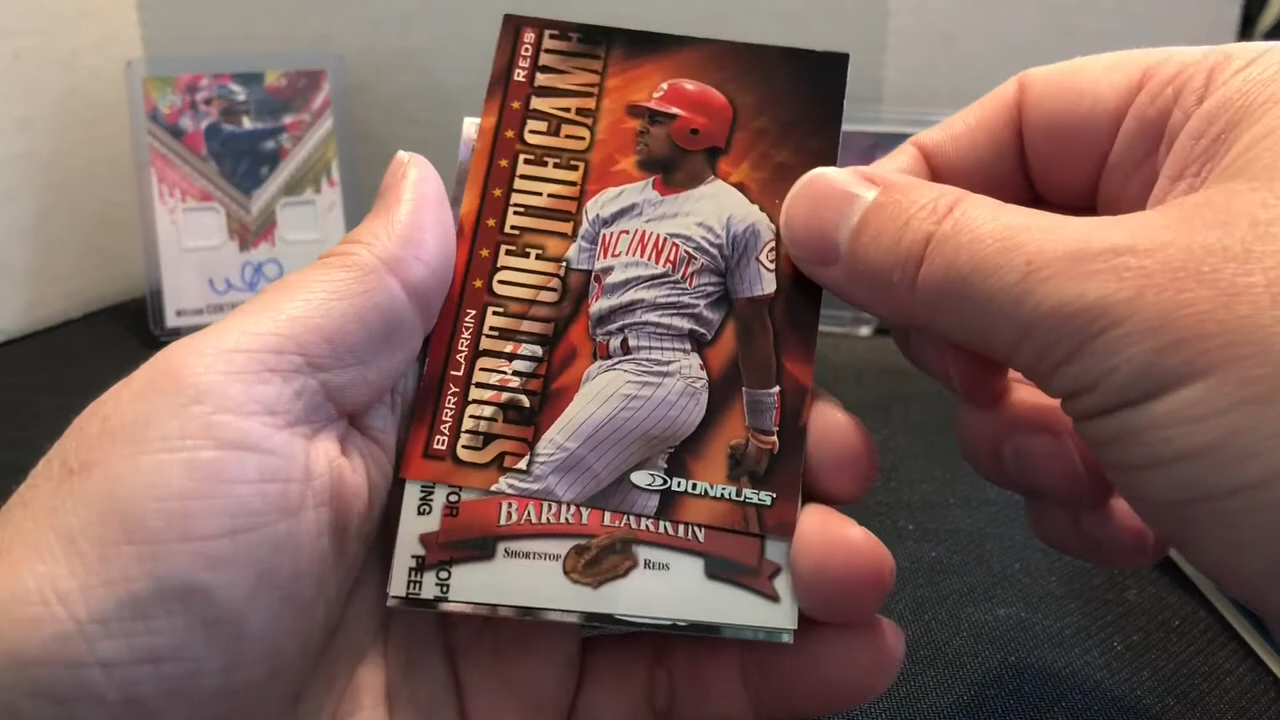 REDS
SPIRIT OF THE GAME
BARRY LARKIN
CINCINNATI
DONRUSS
BARRY LARKIN
SHORTSTOP
REDS